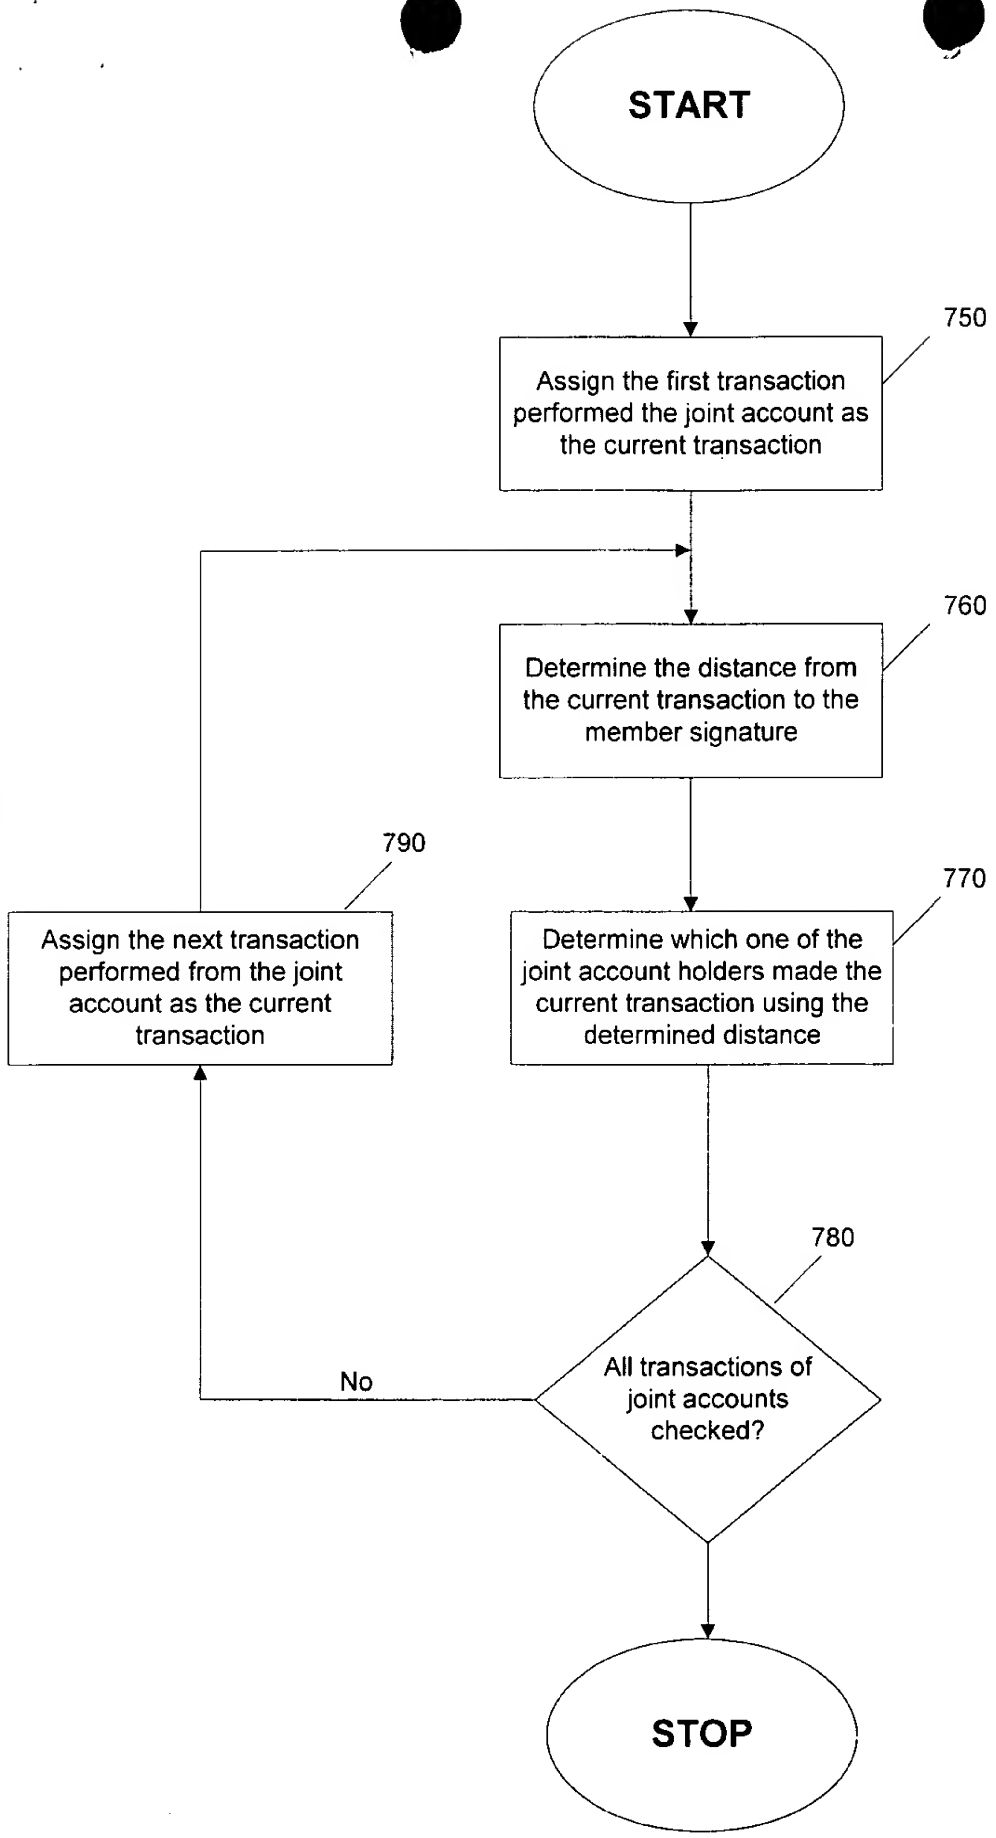 START
750
Assign the first transaction
performed the joint account as
the current transaction
760
Determine the distance from
the current transaction to the
member signature
790
770
Assign the next transaction
performed from the joint
account as the current
transaction
Determine which one of the
joint account holders made the
current transaction using the
determined distance
780
All transactions of
joint accounts
checked?
No
STOP